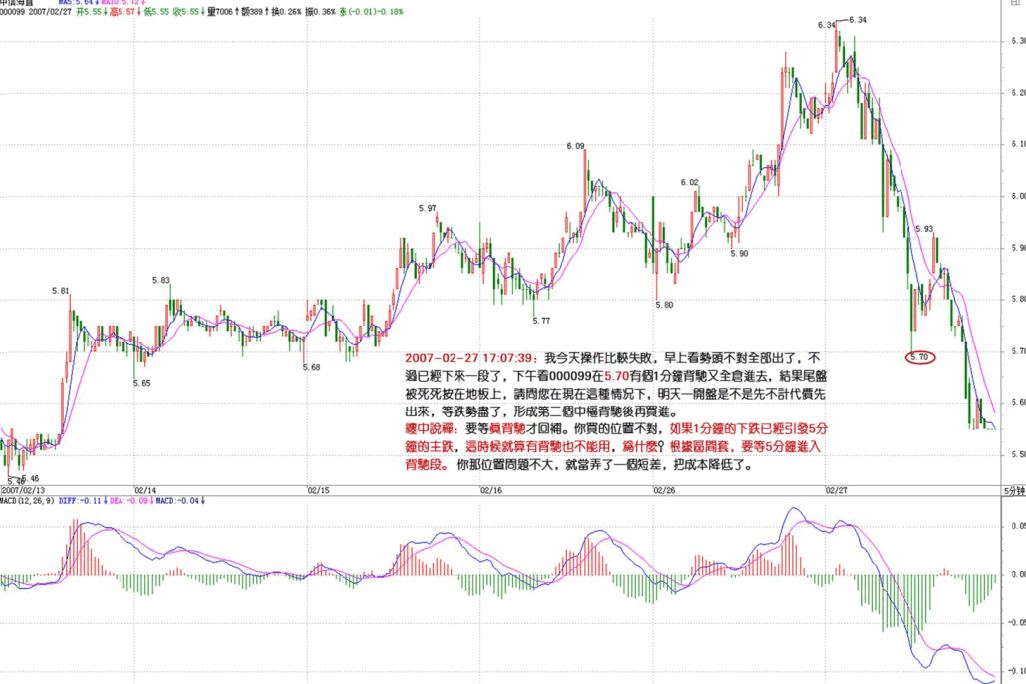 中信海直 MA5:5.64↓ MA10:5.72↓
000099 2007/02/27 开5.55↓高5.57↓低5.55 收5.55↓量7006↑额389↑换0.26% 振0.36% 涨(-0.01)-0.18%
6.34 6.34
6.30
6.20
6.10
6.09
6.02
6.00
5.97
5.93
5.90
5.90
5.83
5.81
5.80
5.80
5.77
5.70
5.70
5.68
5.65
5.60
5.50
5.46 5.46
2007-02-27 17:07:39：我今天操作比較失敗，早上看勢頭不對全部出了，不
過已經下來一段了，下午看000099在5.70有個1分鐘背馳又全倉進去，結果尾盤
被死死按在地板上，請問您在現在這種情況下，明天一開盤是不是先不計代價先
出來，等跌勢盡了，形成第二個中樞背馳後再買進。
纏中說禪：要等眞背馳才回補。你買的位置不對，如果1分鐘的下跌已經引發5分
鐘的主跌，這時候就算有背馳也不能用，爲什麼？根據區間套，要等5分鐘進入
背馳段。你那位置問題不大，就當弄了一個短差，把成本降低了。
2007/02/13 02/14 02/15 02/16 02/26 02/27 5分钟
MACD(12,26,9) DIFF:-0.11↓ DEA:-0.09↓ MACD:-0.04↓
0.05
0.00
-0.05
-0.10